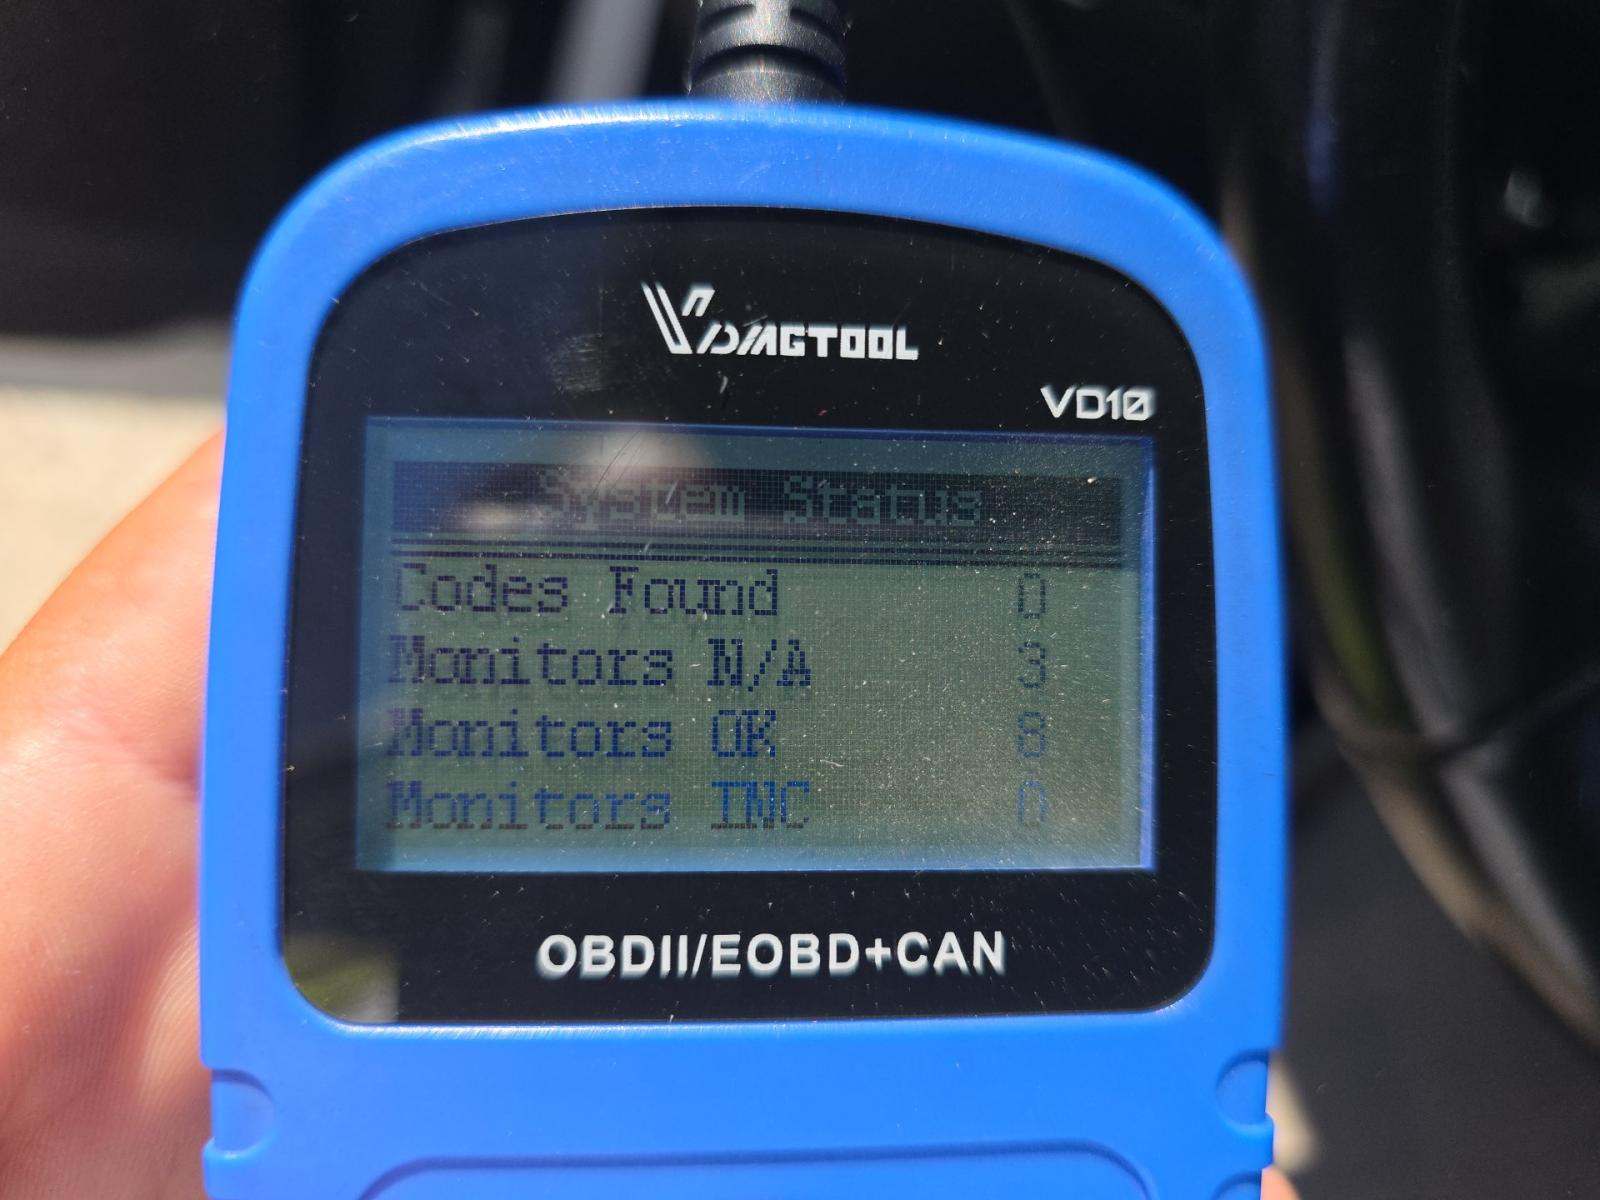 VDIAGTOOL
VD10
System Status
Codes Found 0
Monitors N/A 3
Monitors OK 8
Monitors INC 0
OBDII/EOBD+CAN